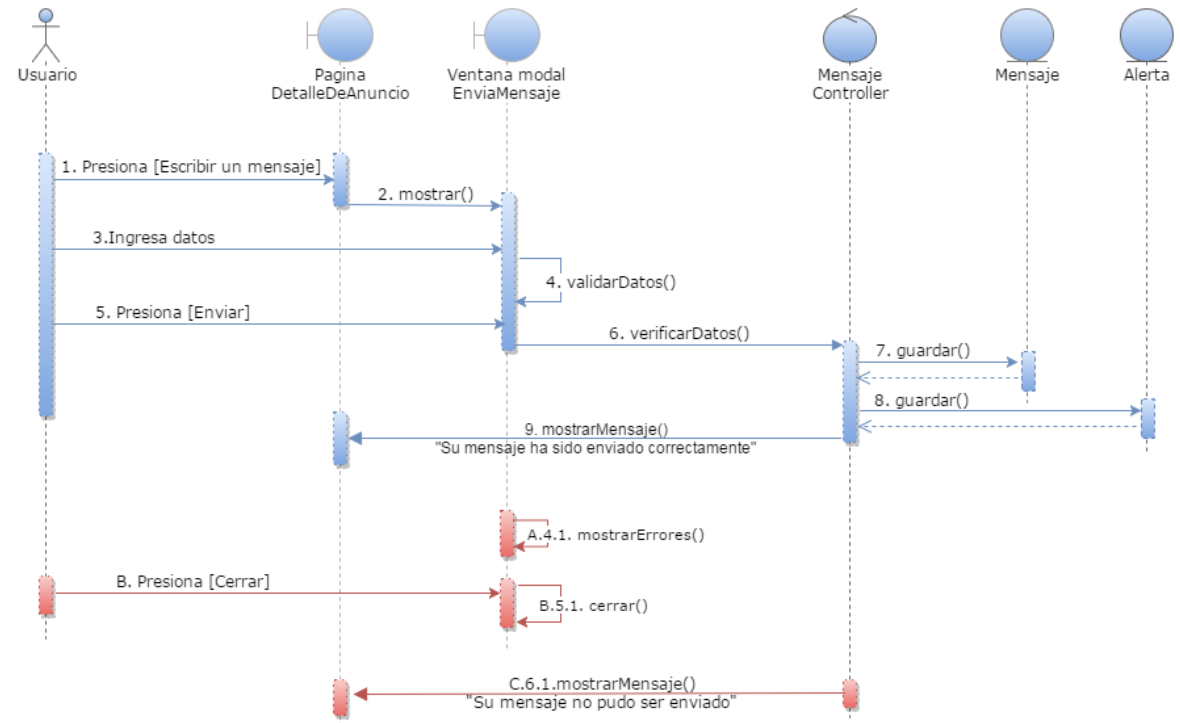 Usuario
Pagina
DetalleDeAnuncio
Ventana modal
EnviaMensaje
Mensaje
Controller
Mensaje
Alerta
1. Presiona [Escribir un mensaje]
2. mostrar()
3.Ingresa datos
4. validarDatos()
5. Presiona [Enviar]
6. verificarDatos()
7. guardar()
8. guardar()
9. mostrarMensaje()
"Su mensaje ha sido enviado correctamente"
A.4.1. mostrarErrores()
B. Presiona [Cerrar]
B.5.1. cerrar()
C.6.1.mostrarMensaje()
"Su mensaje no pudo ser enviado"